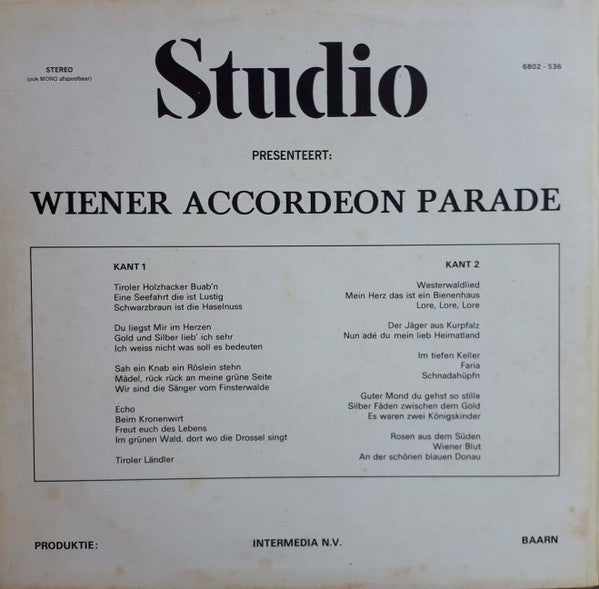 STEREO
(ook MONO afspeelbaar)
Studio
6802 - 536
PRESENTEERT:
WIENER ACCORDEON PARADE
KANT 1
Tiroler Holzhacker Buab'n
Eine Seefahrt die ist Lustig
Schwarzbraun ist die Haselnuss
Du liegst Mir im Herzen
Gold und Silber lieb' ich sehr
Ich weiss nicht was soll es bedeuten
Sah ein Knab ein Röslein stehn
Mädel, rück rück an meine grüne Seite
Wir sind die Sänger vom Finsterwalde
Echo
Beim Kronenwirt
Freut euch des Lebens
Im grünen Wald, dort wo die Drossel singt
Tiroler Ländler
KANT 2
Westerwaldlied
Mein Herz das ist ein Bienenhaus
Lore, Lore, Lore
Der Jäger aus Kurpfalz
Nun adé du mein lieb Heimatland
Im tiefen Keller
Faria
Schnadahüpfn
Guter Mond du gehst so stille
Silber Fäden zwischen dem Gold
Es waren zwei Königskinder
Rosen aus dem Süden
Wiener Blut
An der schönen blauen Donau
PRODUKTIE:
INTERMEDIA N.V.
BAARN